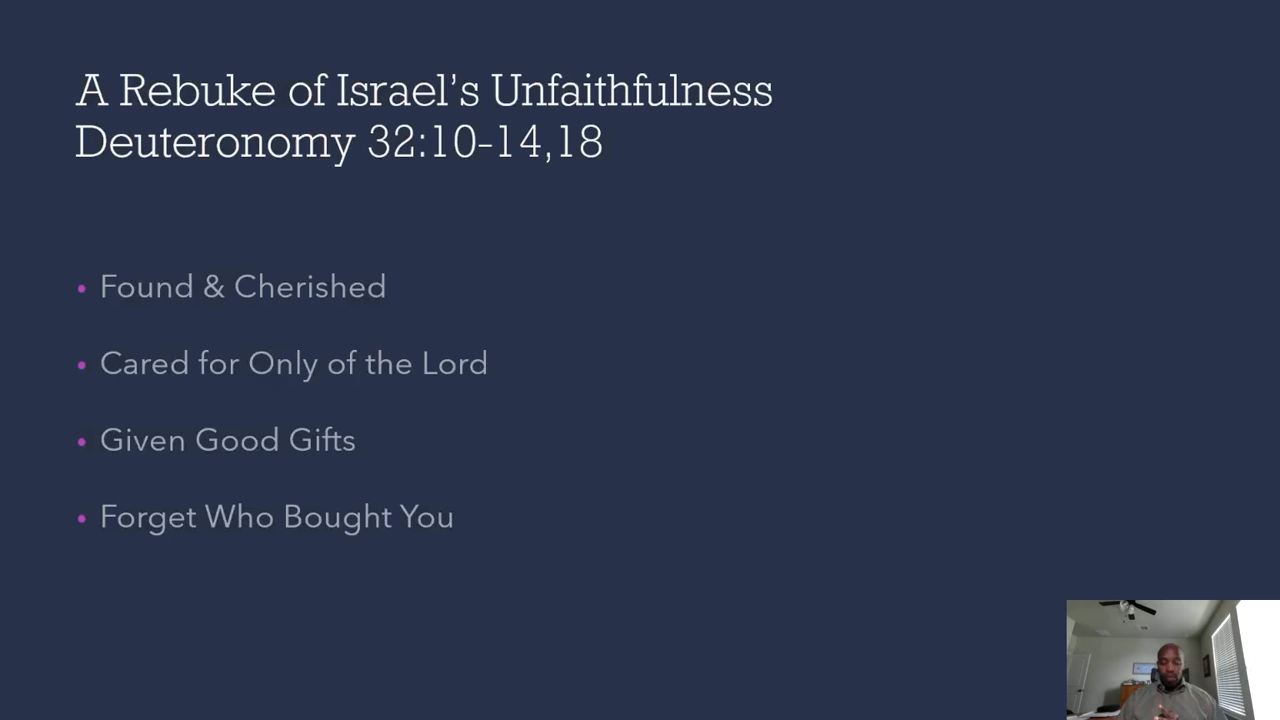 A Rebuke of Israel’s Unfaithfulness
Deuteronomy 32:10-14,18
• Found & Cherished
• Cared for Only of the Lord
• Given Good Gifts
• Forget Who Bought You